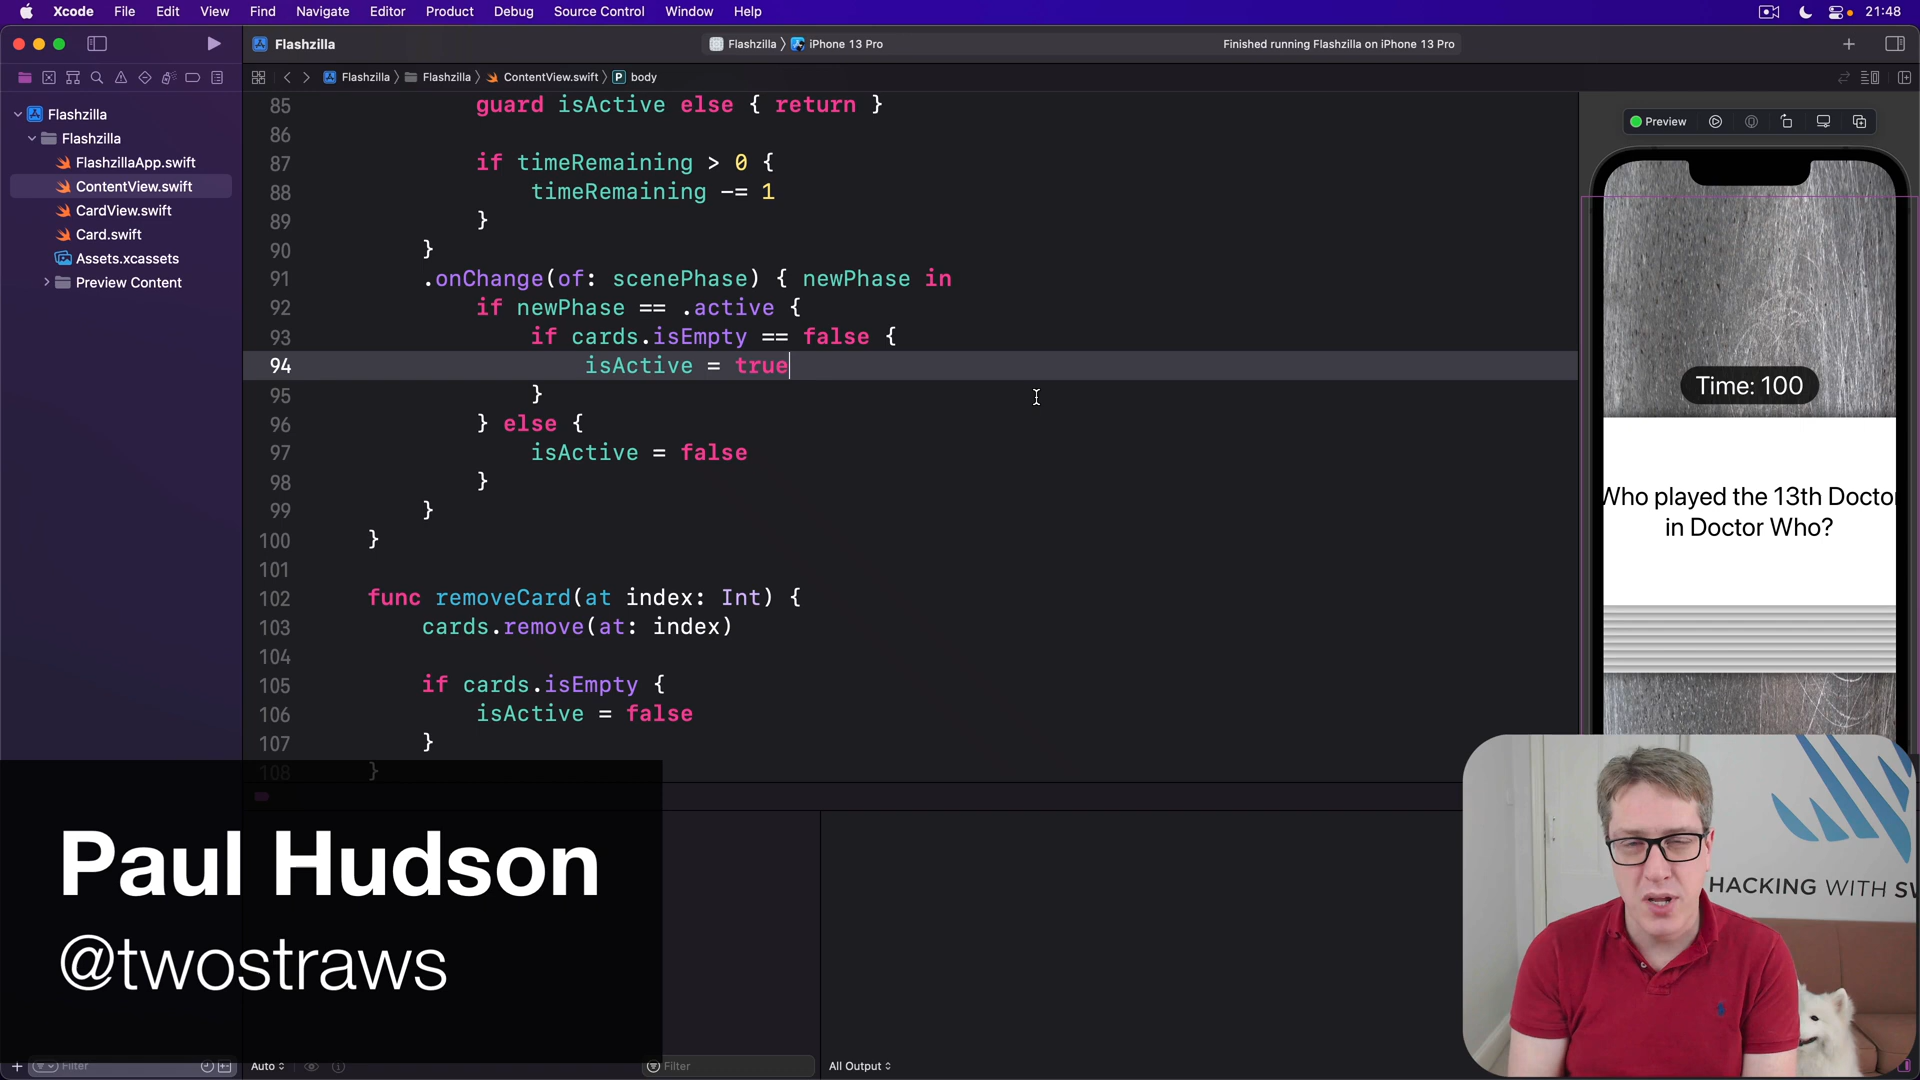 Xcode File Edit View Find Navigate Editor Product Debug Source Control Window Help 21:48
Flashzilla
Flashzilla iPhone 13 Pro
Finished running Flashzilla on iPhone 13 Pro
Flashzilla Flashzilla ContentView.swift P body
Flashzilla
Flashzilla
FlashzillaApp.swift
ContentView.swift
CardView.swift
Card.swift
Assets.xcassets
Preview Content
85 guard isActive else { return }
86
87 if timeRemaining > 0 {
88 timeRemaining -= 1
89 }
90 }
91 .onChange(of: scenePhase) { newPhase in
92 if newPhase == .active {
93 if cards.isEmpty == false {
94 isActive = true
95 }
96 } else {
97 isActive = false
98 }
99 }
100 }
101
102 func removeCard(at index: Int) {
103 cards.remove(at: index)
104
105 if cards.isEmpty {
106 isActive = false
107 }
108 }
Preview
Time: 100
Who played the 13th Doctor
in Doctor Who?
Paul Hudson
@twostraws
HACKING WITH SW
Filter
Auto
Filter
All Output